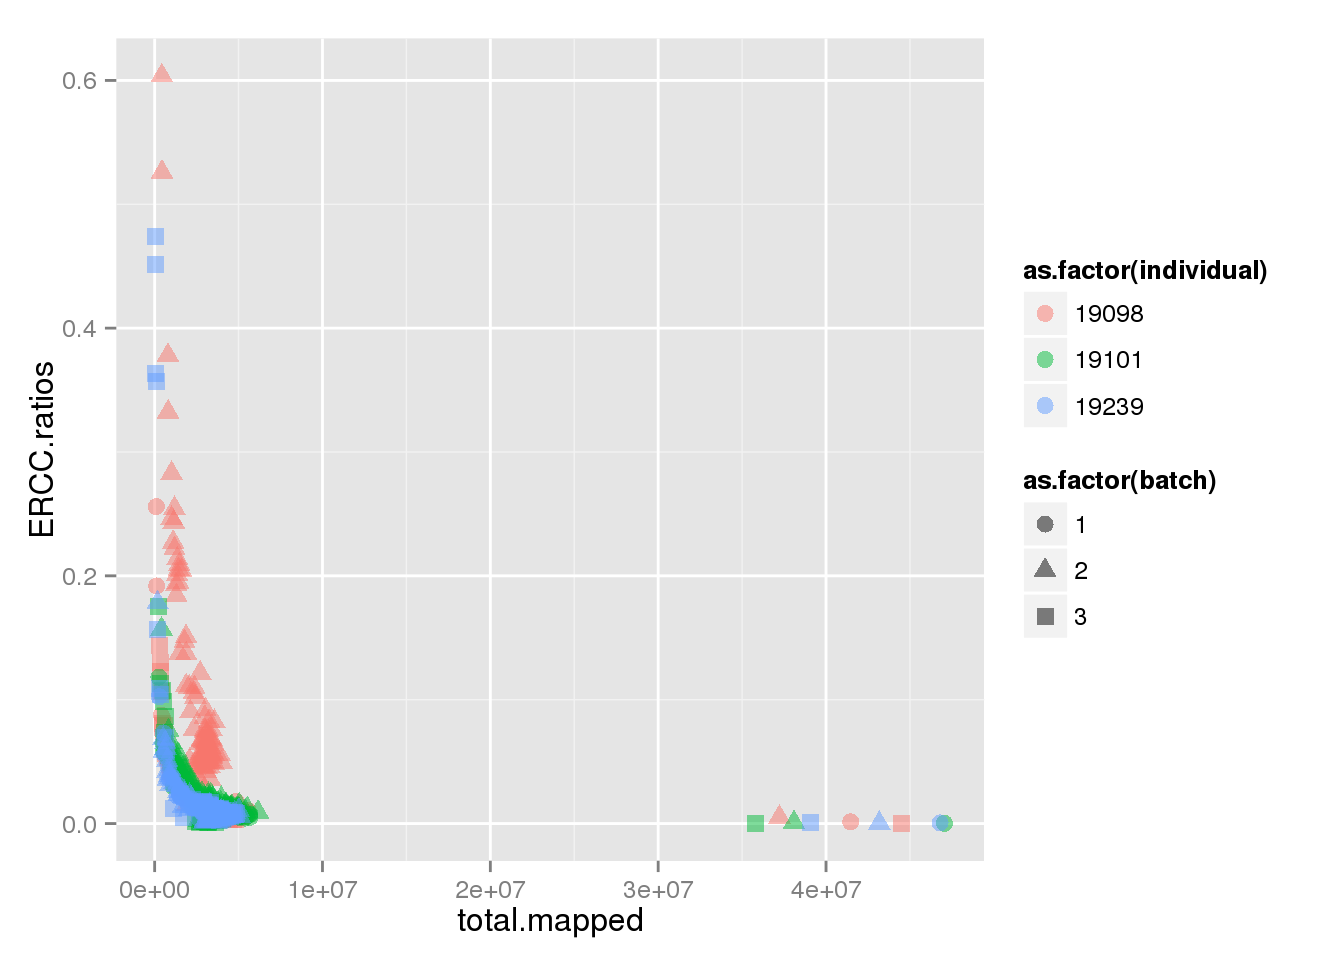 0.6
0.4
0.2
0.0
ERCC.ratios
0e+00 1e+07 2e+07 3e+07 4e+07
total.mapped
as.factor(individual)
19098
19101
19239
as.factor(batch)
1
2
3